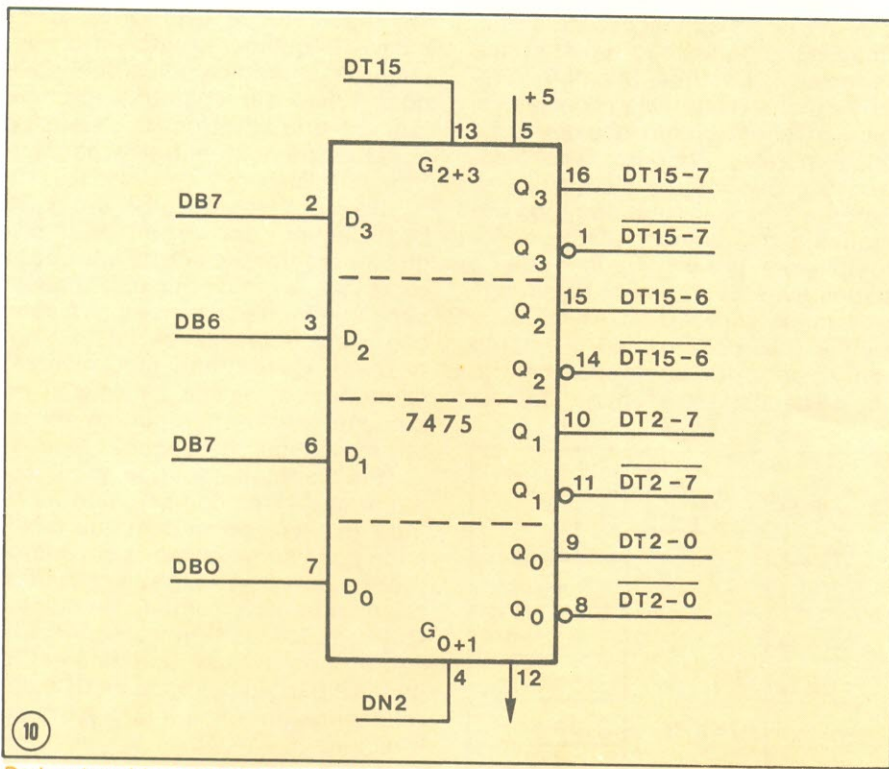 DT15
+5
13
5
G2+3
Q3
16
DT15-7
DB7
2
D3
Q3
1
DT15-7
Q2
15
DT15-6
DB6
3
D2
Q2
14
DT15-6
7475
Q1
10
DT2-7
DB7
6
D1
Q1
11
DT2-7
Q0
9
DT2-0
DB0
7
D0
Q0
8
DT2-0
G0+1
4
12
DN2
10